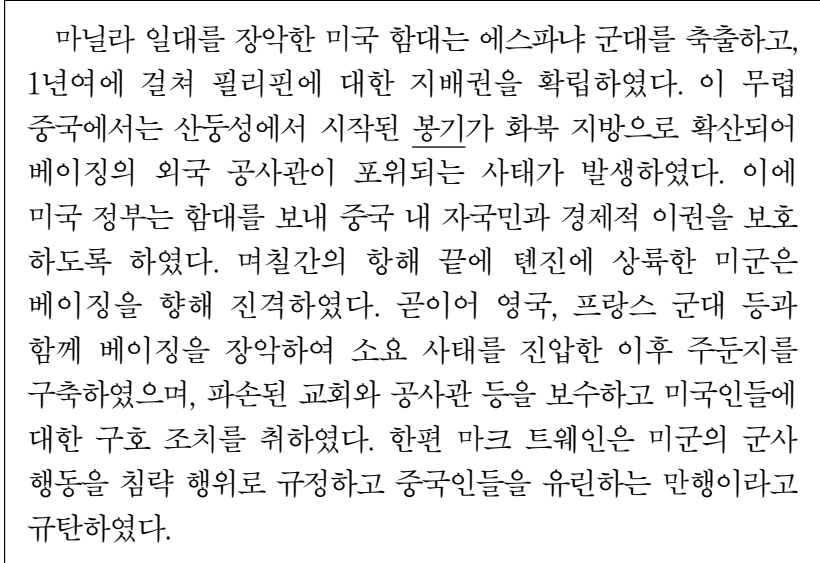 마닐라 일대를 장악한 미국 함대는 에스파냐 군대를 축출하고,
1년여에 걸쳐 필리핀에 대한 지배권을 확립하였다. 이 무렵
중국에서는 산둥성에서 시작된 봉기가 화북 지방으로 확산되어
베이징의 외국 공사관이 포위되는 사태가 발생하였다. 이에
미국 정부는 함대를 보내 중국 내 자국민과 경제적 이권을 보호
하도록 하였다. 며칠간의 항해 끝에 톈진에 상륙한 미군은
베이징을 향해 진격하였다. 곧이어 영국, 프랑스 군대 등과
함께 베이징을 장악하여 소요 사태를 진압한 이후 주둔지를
구축하였으며, 파손된 교회와 공사관 등을 보수하고 미국인들에
대한 구호 조치를 취하였다. 한편 마크 트웨인은 미군의 군사
행동을 침략 행위로 규정하고 중국인들을 유린하는 만행이라고
규탄하였다.